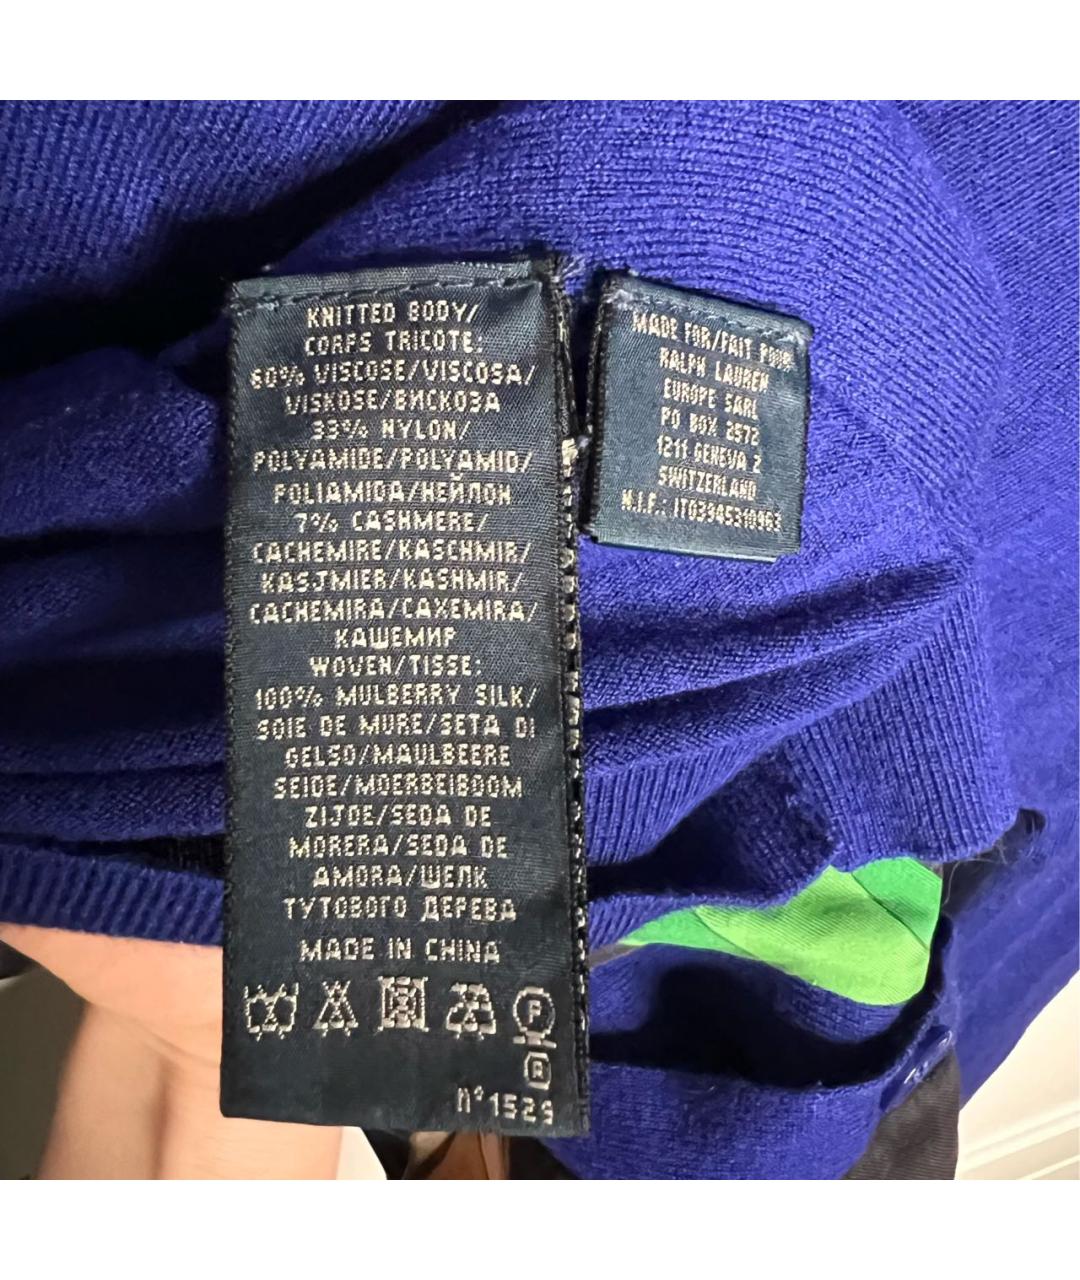 KNITTED BODY/
CORPS TRICOTE:
60% VISCOSE/VISCOSA/
VISKOSE/ВИСКОЗА
33% NYLON/
POLYAMIDE/POLYAMID/
POLIAMIDA/НЕЙЛОН
7% CASHMERE/
CACHEMIRE/KASCHMIR/
KASJMIER/KASHMIR/
CACHEMIRA/CAXEMIRA/
КАШЕМИР
WOVEN/TISSE:
100% MULBERRY SILK/
SOIE DE MURE/SETA DI
GELSO/MAULBEERE
SEIDE/MOERBEIBOOM
ZIJDE/SEDA DE
MORERA/SEDA DE
AMORA/ШЕЛК
ТУТОВОГО ДЕРЕВА
MADE IN CHINA
P
R
n°1529
MADE FOR/FAIT POUR
RALPH LAUREN
EUROPE SARL
PO BOX 2572
1211 GENEVA 2
SWITZERLAND
N.I.F.: IT03945310963